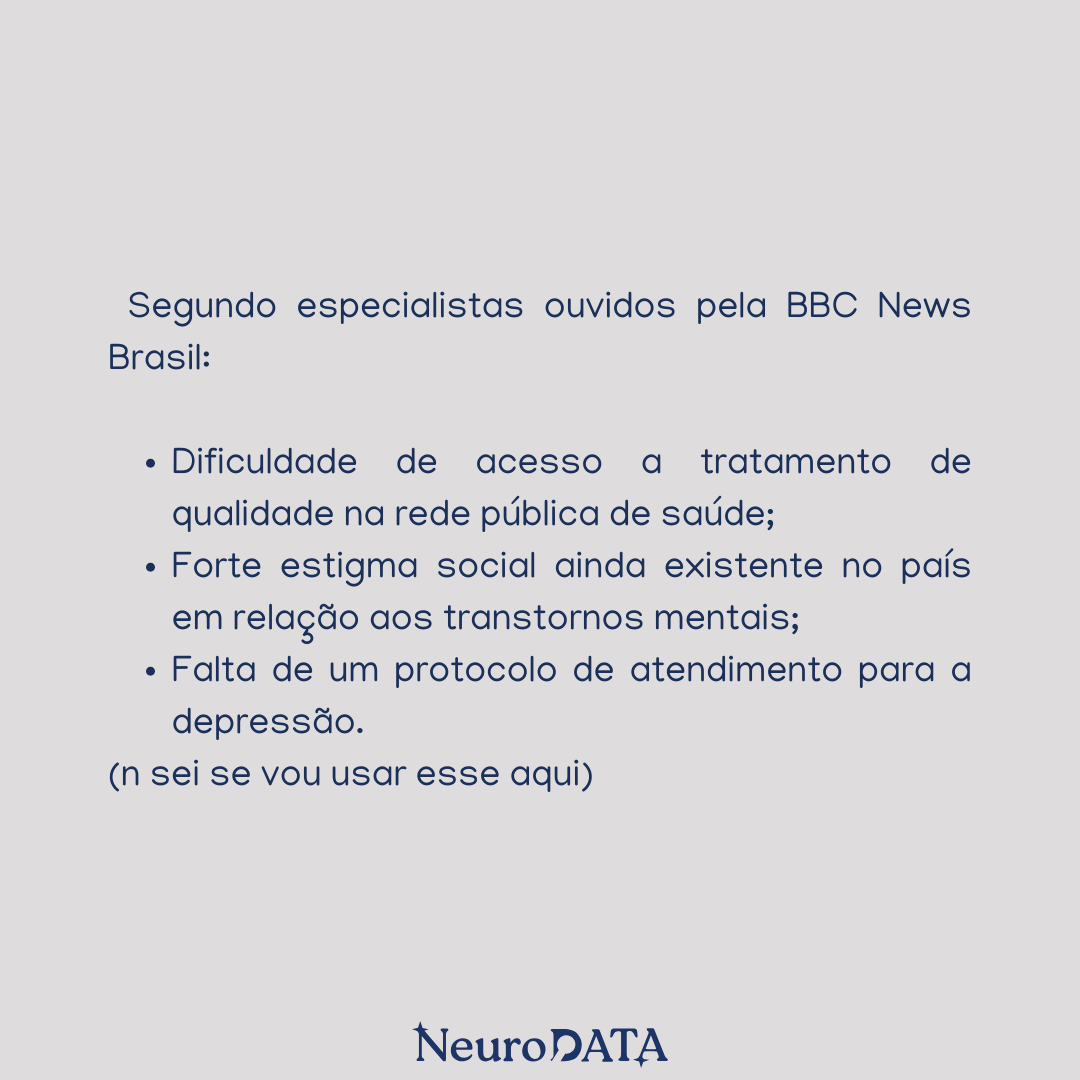 Segundo especialistas ouvidos pela BBC News
Brasil:
• Dificuldade de acesso a tratamento de
qualidade na rede pública de saúde;
• Forte estigma social ainda existente no país
em relação aos transtornos mentais;
• Falta de um protocolo de atendimento para a
depressão.
(n sei se vou usar esse aqui)
NeuroDATA